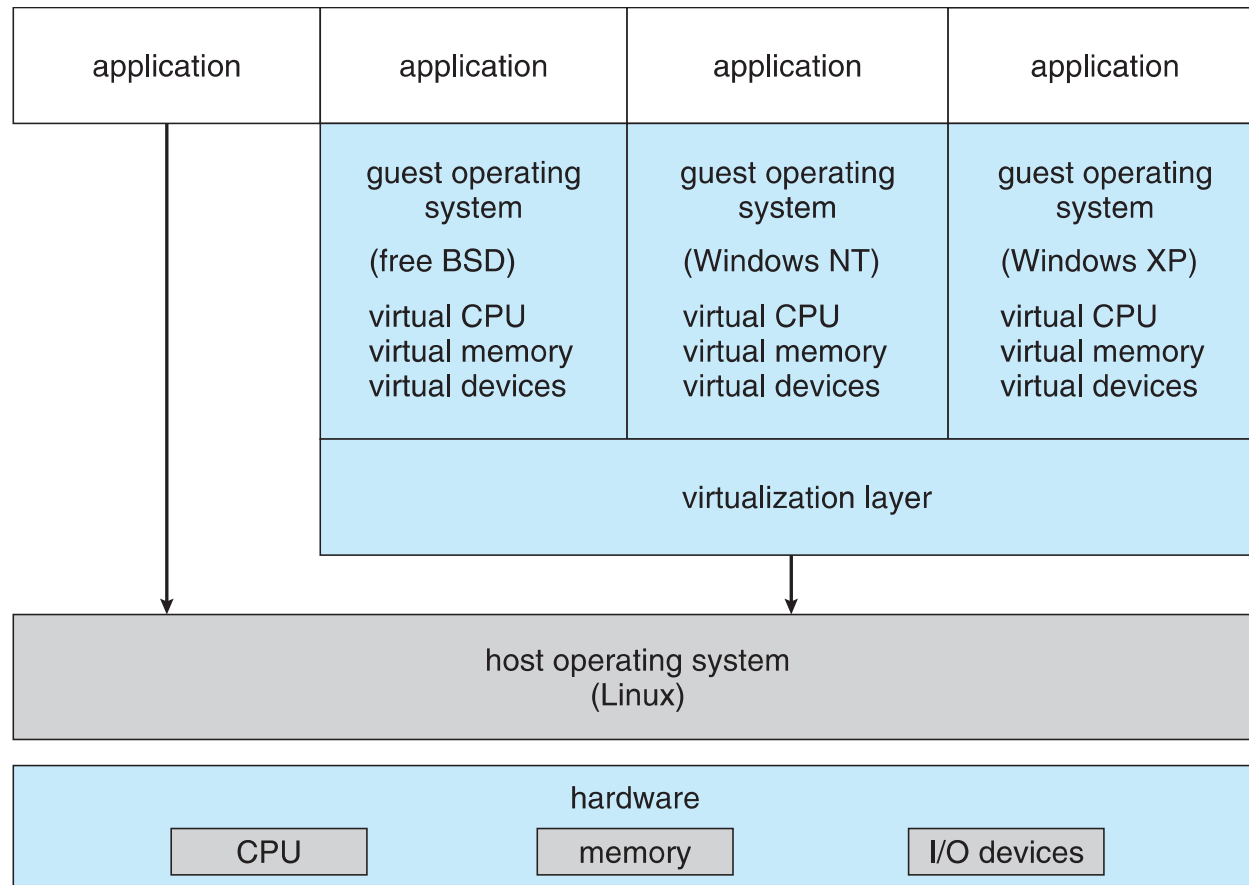 application
application
application
application
guest operating
system
(free BSD)
virtual CPU
virtual memory
virtual devices
guest operating
system
(Windows NT)
virtual CPU
virtual memory
virtual devices
guest operating
system
(Windows XP)
virtual CPU
virtual memory
virtual devices
virtualization layer
host operating system
(Linux)
hardware
CPU
memory
I/O devices